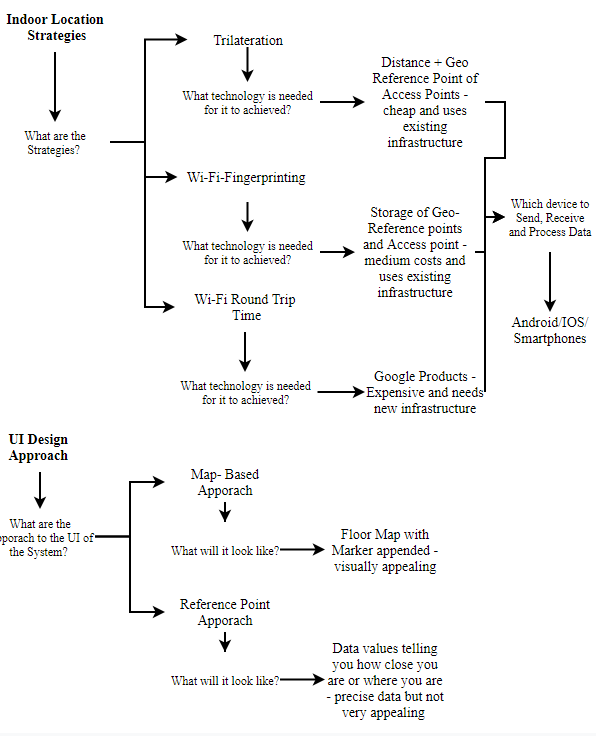 Indoor Location
Strategies
What are the
Strategies?
Trilateration
What technology is needed
for it to achieved?
Distance + Geo
Reference Point of
Access Points -
cheap and uses
existing
infrastructure
Wi-Fi-Fingerprinting
What technology is needed
for it to achieved?
Storage of Geo-
Reference points
and Access point -
medium costs and
uses existing
infrastructure
Which device to
Send, Receive
and Process Data
Android/IOS/
Smartphones
Wi-Fi Round Trip
Time
What technology is needed
for it to achieved?
Google Products -
Expensive and needs
new infrastructure
UI Design
Approach
What are the
pporach to the UI of
the System?
Map- Based
Apporach
What will it look like?
Floor Map with
Marker appended -
visually appealing
Reference Point
Apporach
What will it look like?
Data values telling
you how close you
are or where you are
- precise data but not
very appealing